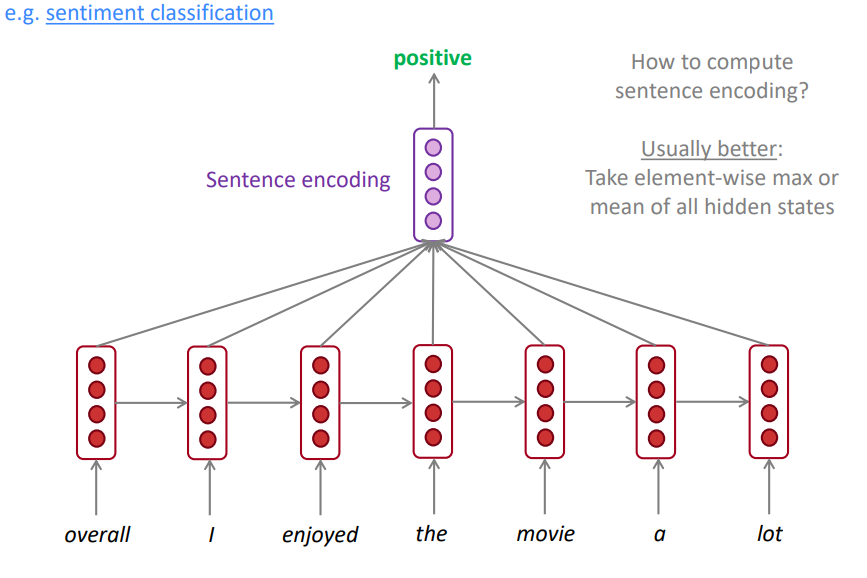 e.g. sentiment classification
positive
How to compute
sentence encoding?
Usually better:
Take element-wise max or
mean of all hidden states
Sentence encoding
overall I enjoyed the movie a lot